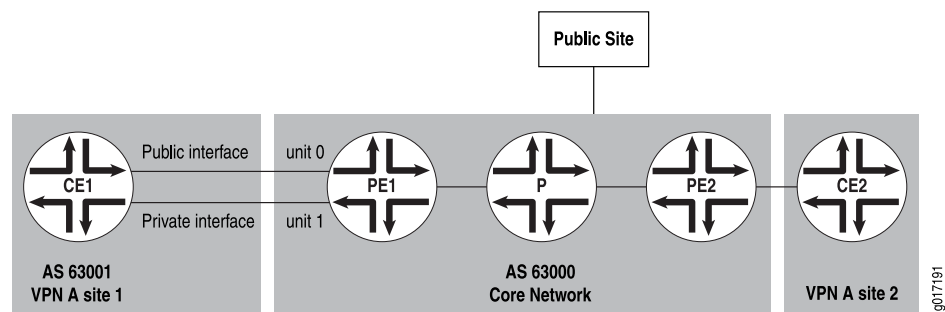 Public Site
Public interface
unit 0
CE1
PE1
P
PE2
CE2
Private interface
unit 1
AS 63001
VPN A site 1
AS 63000
Core Network
VPN A site 2
g017191